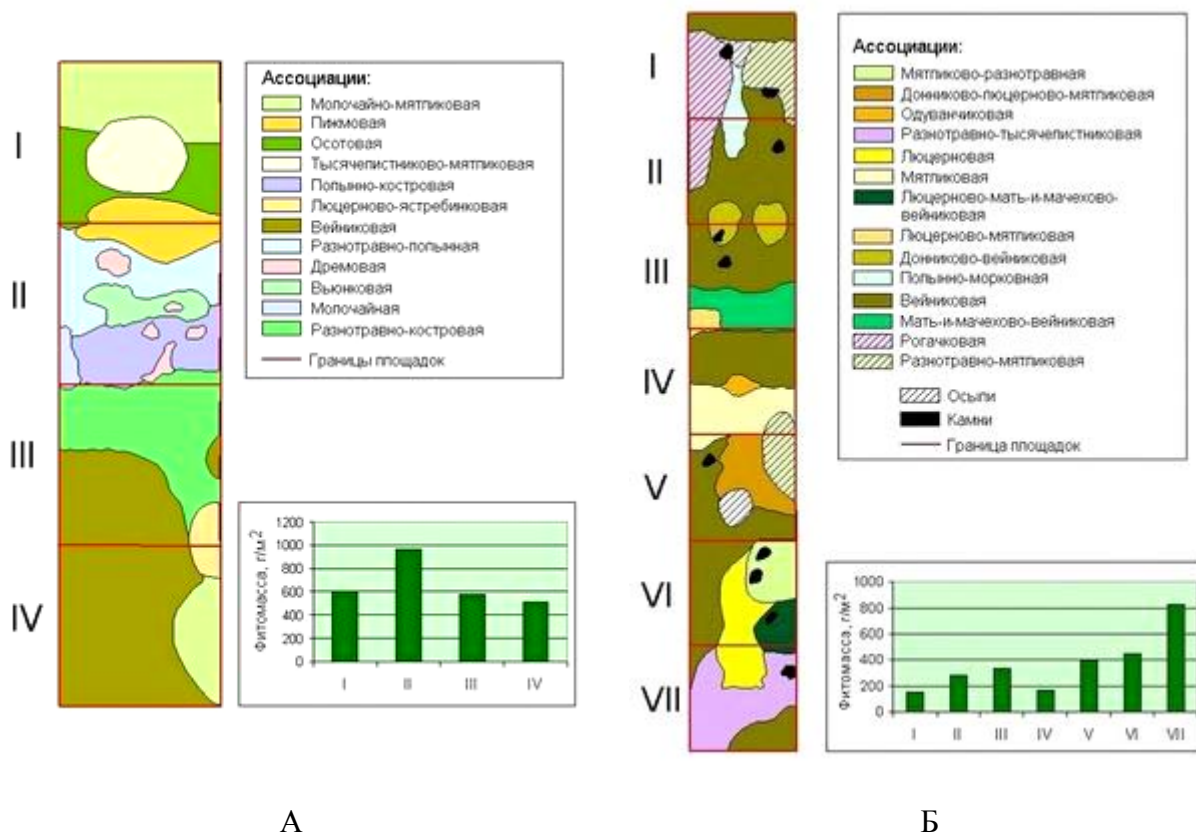 I
II
III
IV
Ассоциации:
Молочайно-мятликовая
Пижмовая
Осотовая
Тысячелистниково-мятликовая
Полынно-костровая
Люцерново-ястребинковая
Вейниковая
Разнотравно-полынная
Дремовая
Вьюнковая
Молочайная
Разнотравно-костровая
Границы площадок
Фитомасса, г/м²
1200
1000
800
600
400
200
0
I II III IV
А
I
II
III
IV
V
VI
VII
Ассоциации:
Мятликово-разнотравная
Донниково-люцерново-мятликовая
Одуванчиковая
Разнотравно-тысячелистниковая
Люцерновая
Мятликовая
Люцерново-мать-и-мачехово-
вейниковая
Люцерново-мятликовая
Донниково-вейниковая
Полынно-морковная
Вейниковая
Мать-и-мачехово-вейниковая
Рогачковая
Разнотравно-мятликовая
Осыпи
Камни
Граница площадок
Фитомасса, г/м²
1000
800
600
400
200
0
I II III IV V VI VII
Б